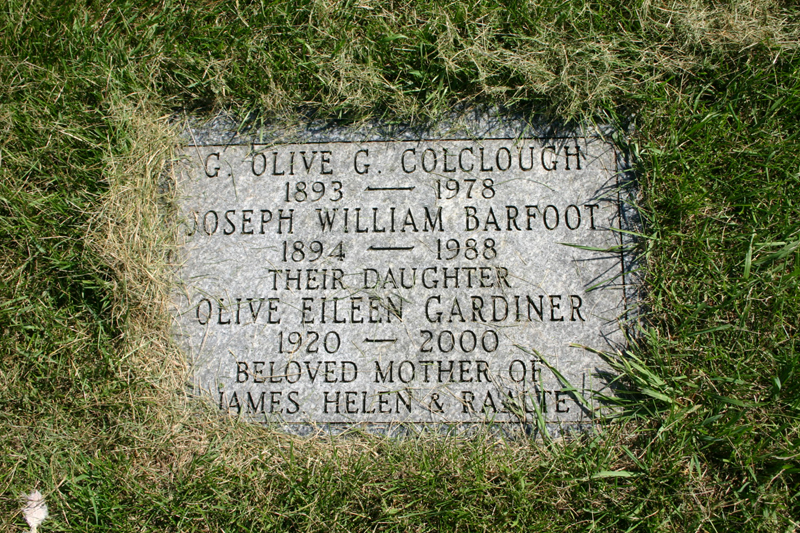 G. OLIVE G. COLCLOUGH
1893 — 1978
JOSEPH WILLIAM BARFOOT
1894 — 1988
THEIR DAUGHTER
OLIVE EILEEN GARDINER
1920 — 2000
BELOVED MOTHER OF
JAMES, HELEN & RAALTE